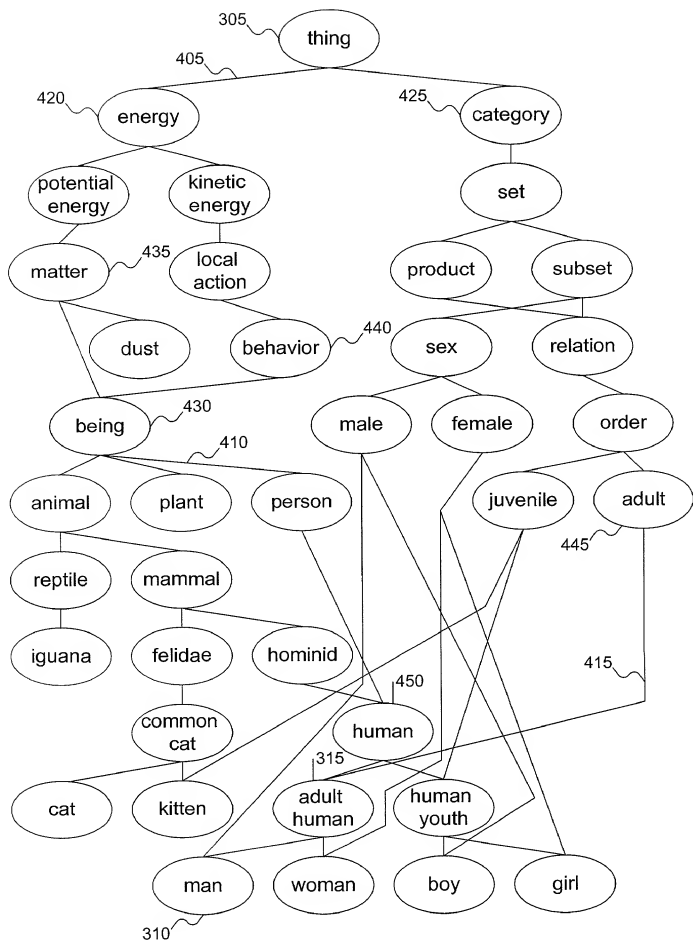 305
thing
405
420
energy
425
category
potential
energy
kinetic
energy
set
matter
435
local
action
product
subset
dust
behavior
440
sex
relation
being
430
male
female
order
410
animal
plant
person
juvenile
adult
445
reptile
mammal
iguana
felidae
hominid
415
450
common
cat
human
315
cat
kitten
adult
human
human
youth
man
woman
boy
girl
310